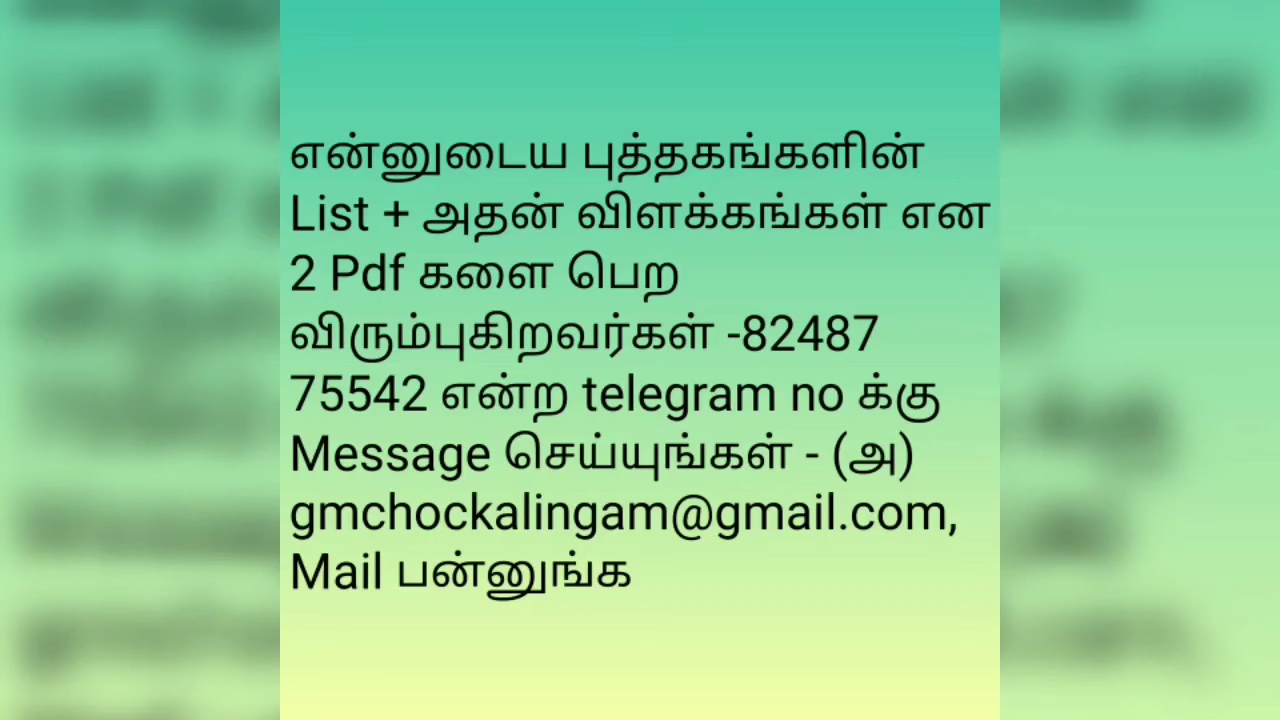 என்னுடைய புத்தகங்களின்
List + அதன் விளக்கங்கள் என
2 Pdf களை பெற
விரும்புகிறவர்கள் -82487
75542 என்ற telegram no க்கு
Message செய்யுங்கள் - (அ)
gmchockalingam@gmail.com,
Mail பன்னுங்க